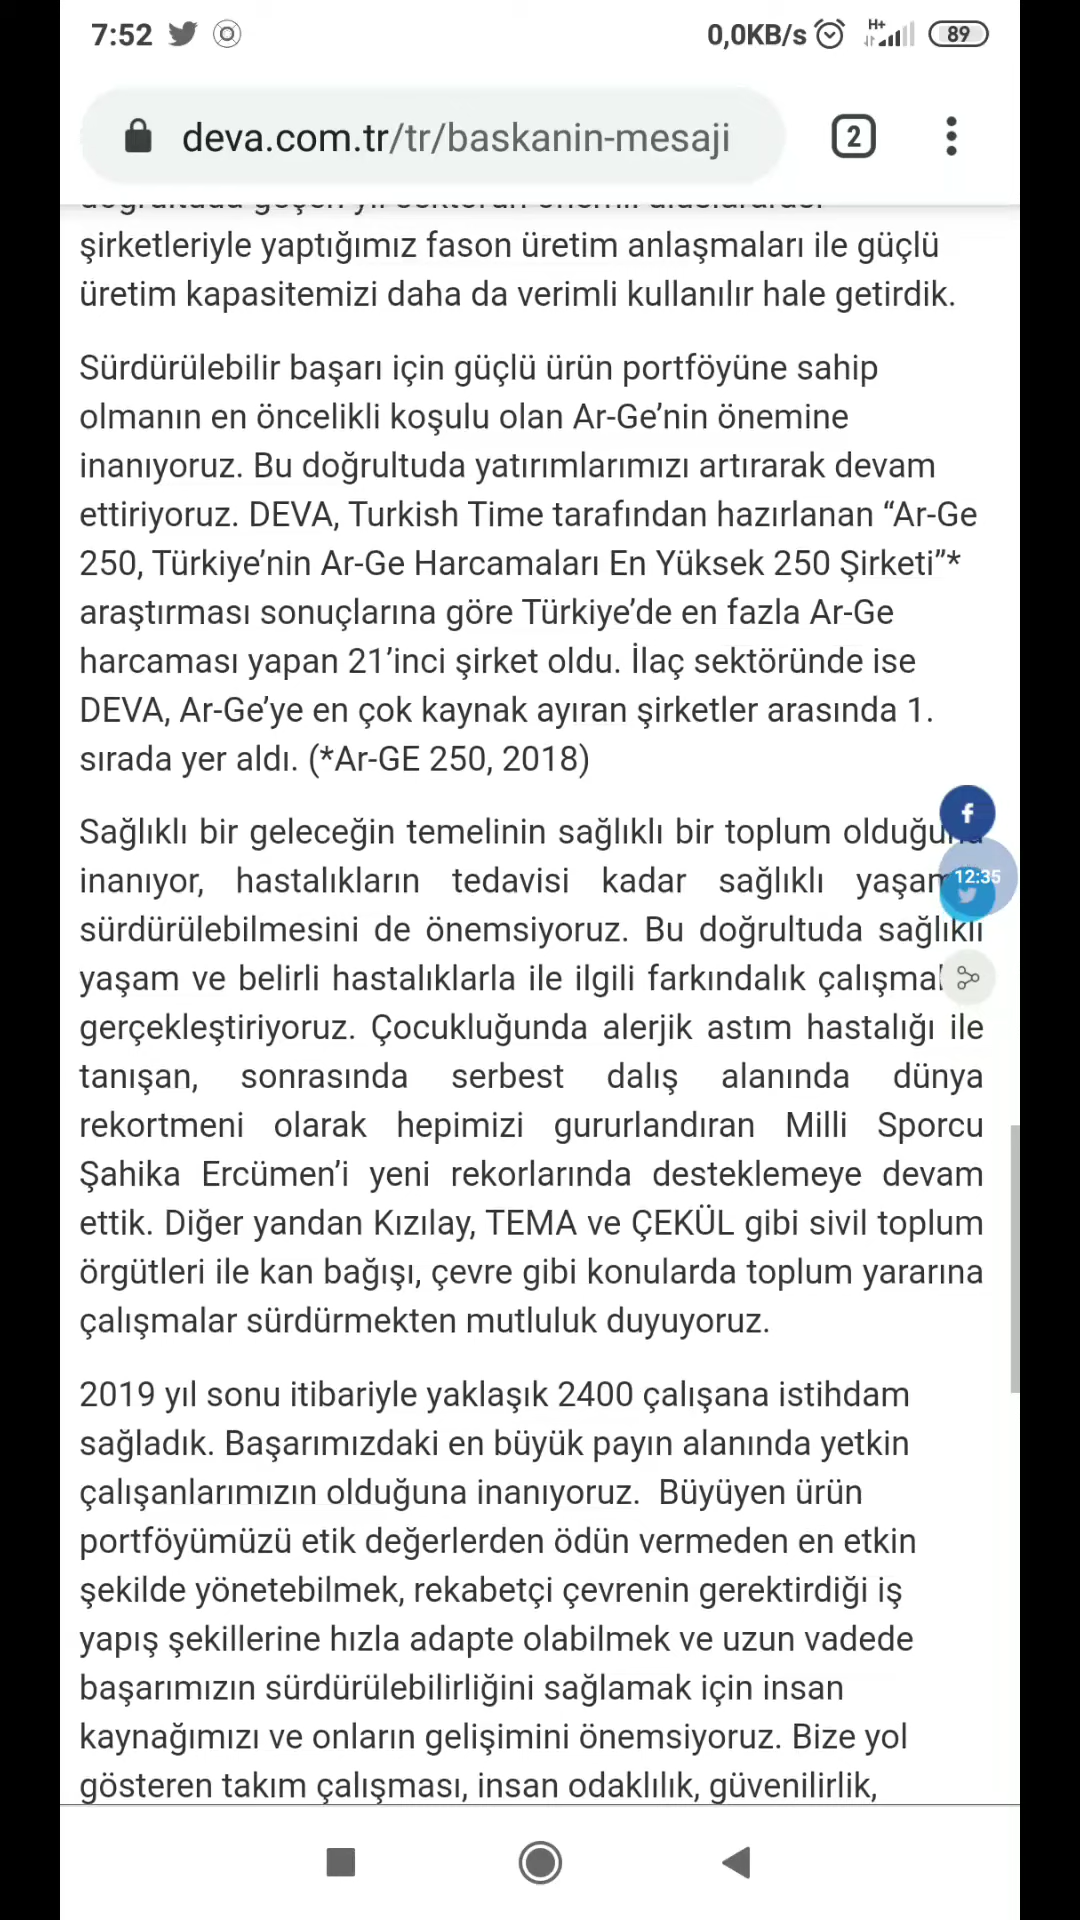 7:52
0,0KB/s
H+
89
deva.com.tr/tr/baskanin-mesaji
2
şirketleriyle yaptığımız fason üretim anlaşmaları ile güçlü
üretim kapasitemizi daha da verimli kullanılır hale getirdik.
Sürdürülebilir başarı için güçlü ürün portföyüne sahip
olmanın en öncelikli koşulu olan Ar-Ge’nin önemine
inanıyoruz. Bu doğrultuda yatırımlarımızı artırarak devam
ettiriyoruz. DEVA, Turkish Time tarafından hazırlanan “Ar-Ge
250, Türkiye’nin Ar-Ge Harcamaları En Yüksek 250 Şirketi”*
araştırması sonuçlarına göre Türkiye’de en fazla Ar-Ge
harcaması yapan 21’inci şirket oldu. İlaç sektöründe ise
DEVA, Ar-Ge’ye en çok kaynak ayıran şirketler arasında 1.
sırada yer aldı. (*Ar-GE 250, 2018)
Sağlıklı bir geleceğin temelinin sağlıklı bir toplum olduğuna
inanıyor, hastalıkların tedavisi kadar sağlıklı
12:35
sürdürülebilmesini de önemsiyoruz. Bu doğrultuda sağlıklı
yaşam ve belirli hastalıklarla ile ilgili farkındalık
gerçekleştiriyoruz. Çocukluğunda alerjik astım hastalığı ile
tanışan, sonrasında serbest dalış alanında dünya
rekortmeni olarak hepimizi gururlandıran Milli Sporcu
Şahika Ercümen’i yeni rekorlarında desteklemeye devam
ettik. Diğer yandan Kızılay, TEMA ve ÇEKÜL gibi sivil toplum
örgütleri ile kan bağışı, çevre gibi konularda toplum yararına
çalışmalar sürdürmekten mutluluk duyuyoruz.
2019 yıl sonu itibariyle yaklaşık 2400 çalışana istihdam
sağladık. Başarımızdaki en büyük payın alanında yetkin
çalışanlarımızın olduğuna inanıyoruz. Büyüyen ürün
portföyümüzü etik değerlerden ödün vermeden en etkin
şekilde yönetebilmek, rekabetçi çevrenin gerektirdiği iş
yapış şekillerine hızla adapte olabilmek ve uzun vadede
başarımızın sürdürülebilirliğini sağlamak için insan
kaynağımızı ve onların gelişimini önemsiyoruz. Bize yol
gösteren takım çalışması, insan odaklılık, güvenilirlik,